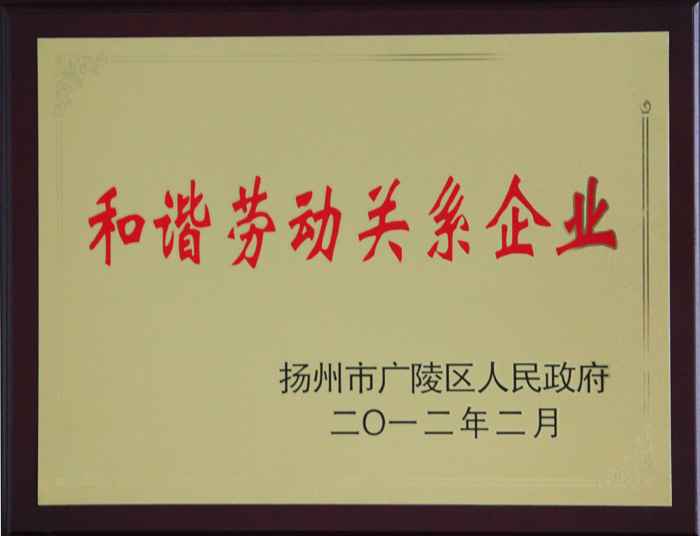 和谐劳动关系企业
扬州市广陵区人民政府
二〇一二年二月